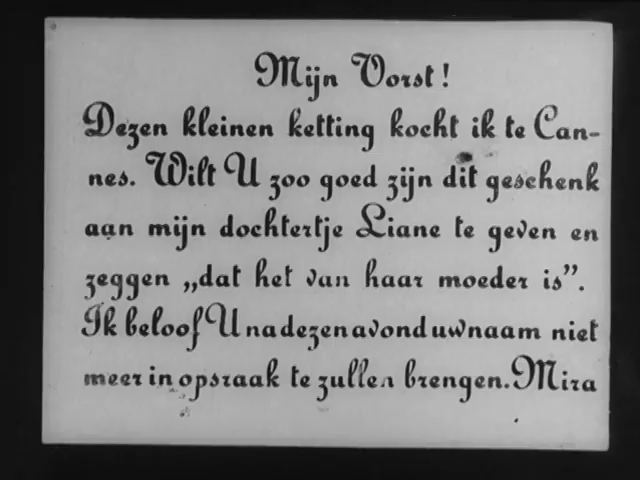 Mijn Vorst!
Dezen kleinen ketting kocht ik te Can-
nes. Wilt U zoo goed zijn dit geschenk
aan mijn dochtertje Liane te geven en
zeggen „dat het van haar moeder is”.
Ik beloof U na dezen avond uw naam niet
meer in opspraak te zullen brengen. Mira